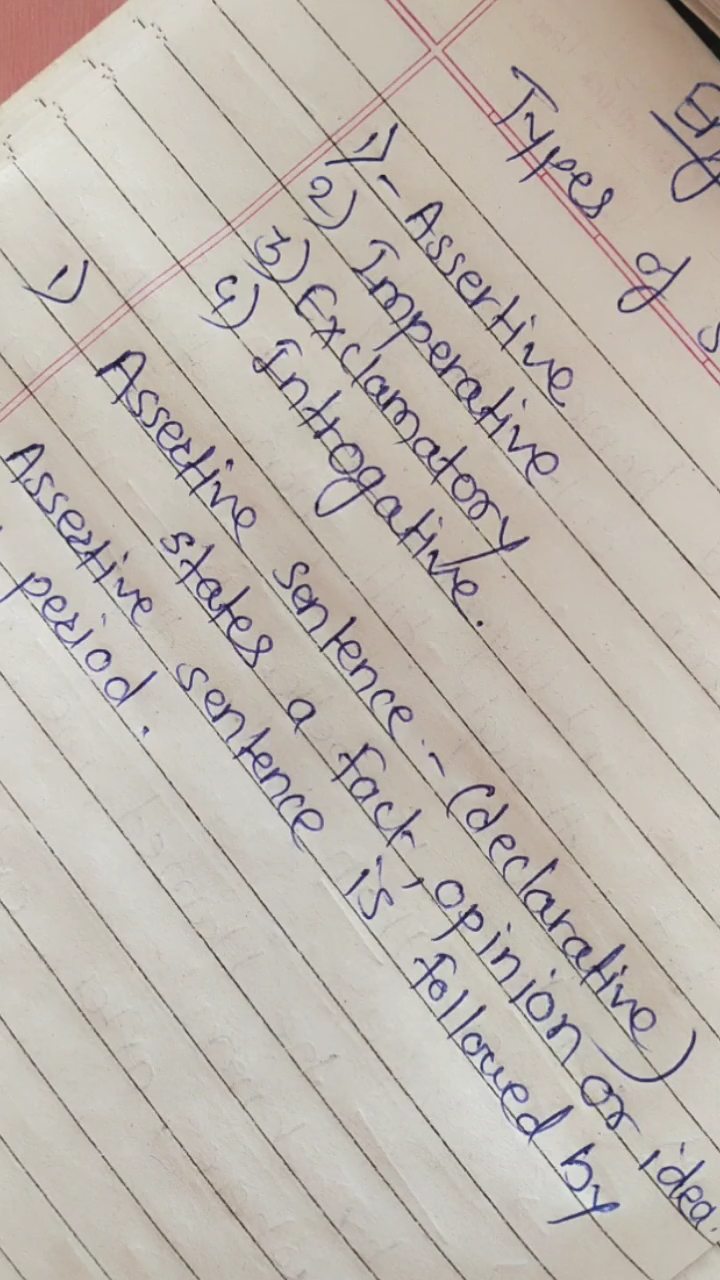 Types of
1) - Assertive
2) Imperative
3) Exclamatory
4) Introgative.
1) Assertive sentence :- (declarative)
states a fact, opinion or idea.
Assertive sentence is followed by
period.